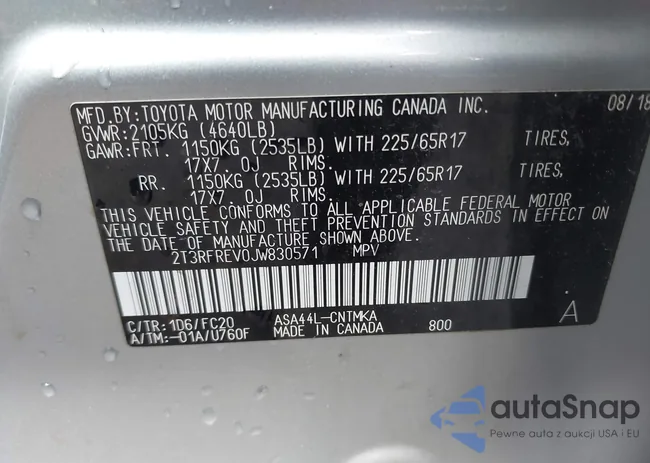 MFD.BY:TOYOTA MOTOR MANUFACTURING CANADA INC. 08/18
GVWR:2105KG (4640LB)
GAWR:FRT. 1150KG (2535LB) WITH 225/65R17 TIRES,
17X7.0J RIMS.
RR. 1150KG (2535LB) WITH 225/65R17 TIRES,
17X7.0J RIMS.
THIS VEHICLE CONFORMS TO ALL APPLICABLE FEDERAL MOTOR
VEHICLE SAFETY AND THEFT PREVENTION STANDARDS IN EFFECT ON
THE DATE OF MANUFACTURE SHOWN ABOVE.
2T3RFREV0JW830571 MPV
C/TR:1D6/FC20 ASA44L-CNTMKA A
A/TM:-01A/U760F MADE IN CANADA 800
autoSnap
Pewne auta z aukcji USA i EU